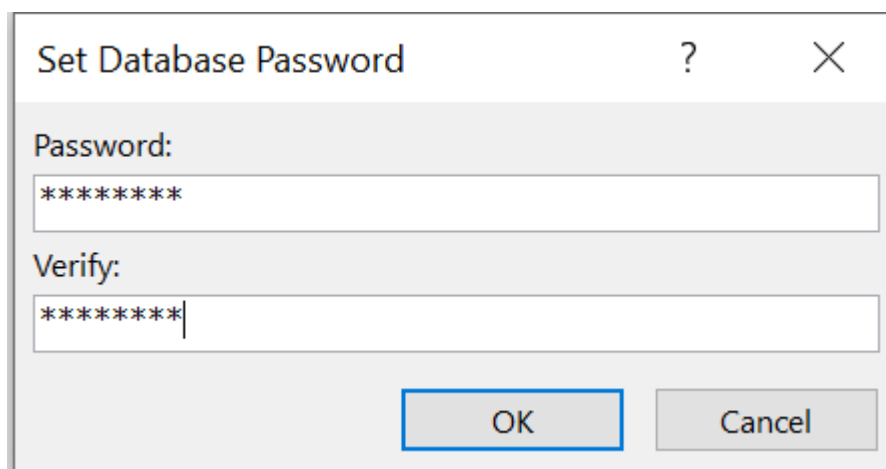 Set Database Password ?
Password:
********
Verify:
********
OK Cancel